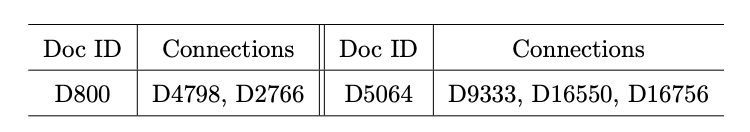 Doc ID Connections Doc ID Connections
D800 D4798, D2766 D5064 D9333, D16550, D16756